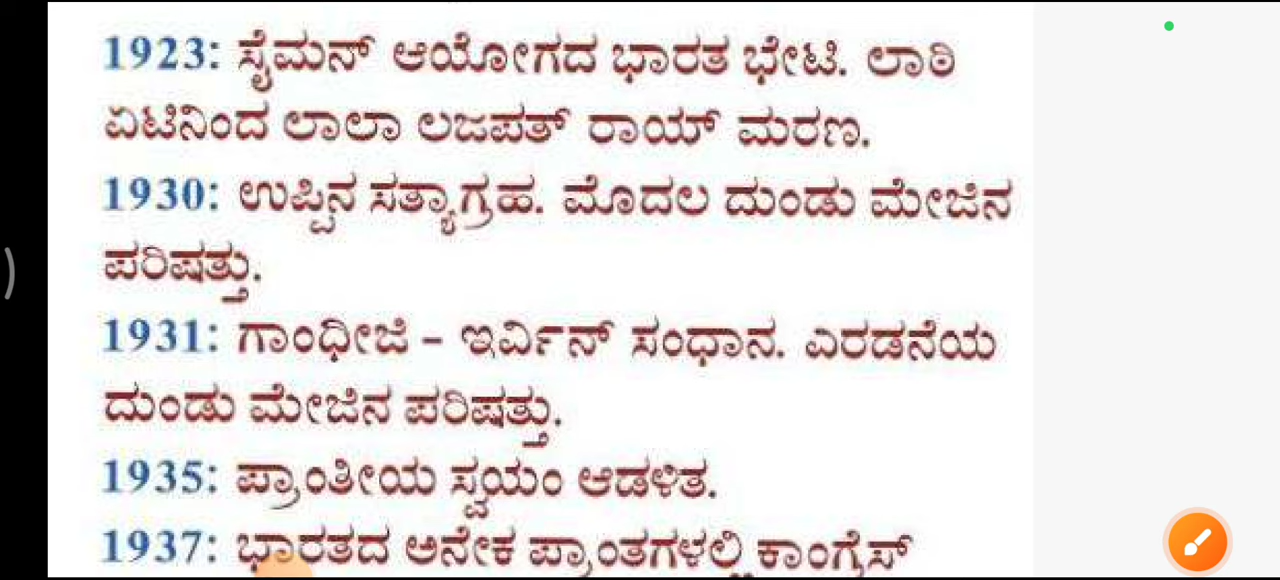 1923: ಸೈಮನ್ ಆಯೋಗದ ಭಾರತ ಭೇಟಿ. ಲಾಠಿ
ಏಟಿನಿಂದ ಲಾಲಾ ಲಜಪತ್ ರಾಯ್ ಮರಣ.
1930: ಉಪ್ಪಿನ ಸತ್ಯಾಗ್ರಹ. ಮೊದಲ ದುಂಡು ಮೇಜಿನ
ಪರಿಷತ್ತು.
1931: ಗಾಂಧೀಜಿ – ಇರ್ವಿನ್ ಸಂಧಾನ. ಎರಡನೆಯ
ದುಂಡು ಮೇಜಿನ ಪರಿಷತ್ತು.
1935: ಪ್ರಾಂತೀಯ ಸ್ವಯಂ ಆಡಳಿತ.
1937: ಭಾರತದ ಅನೇಕ ಪ್ರಾಂತಗಳಲ್ಲಿ ಕಾಂಗ್ರೆಸ್